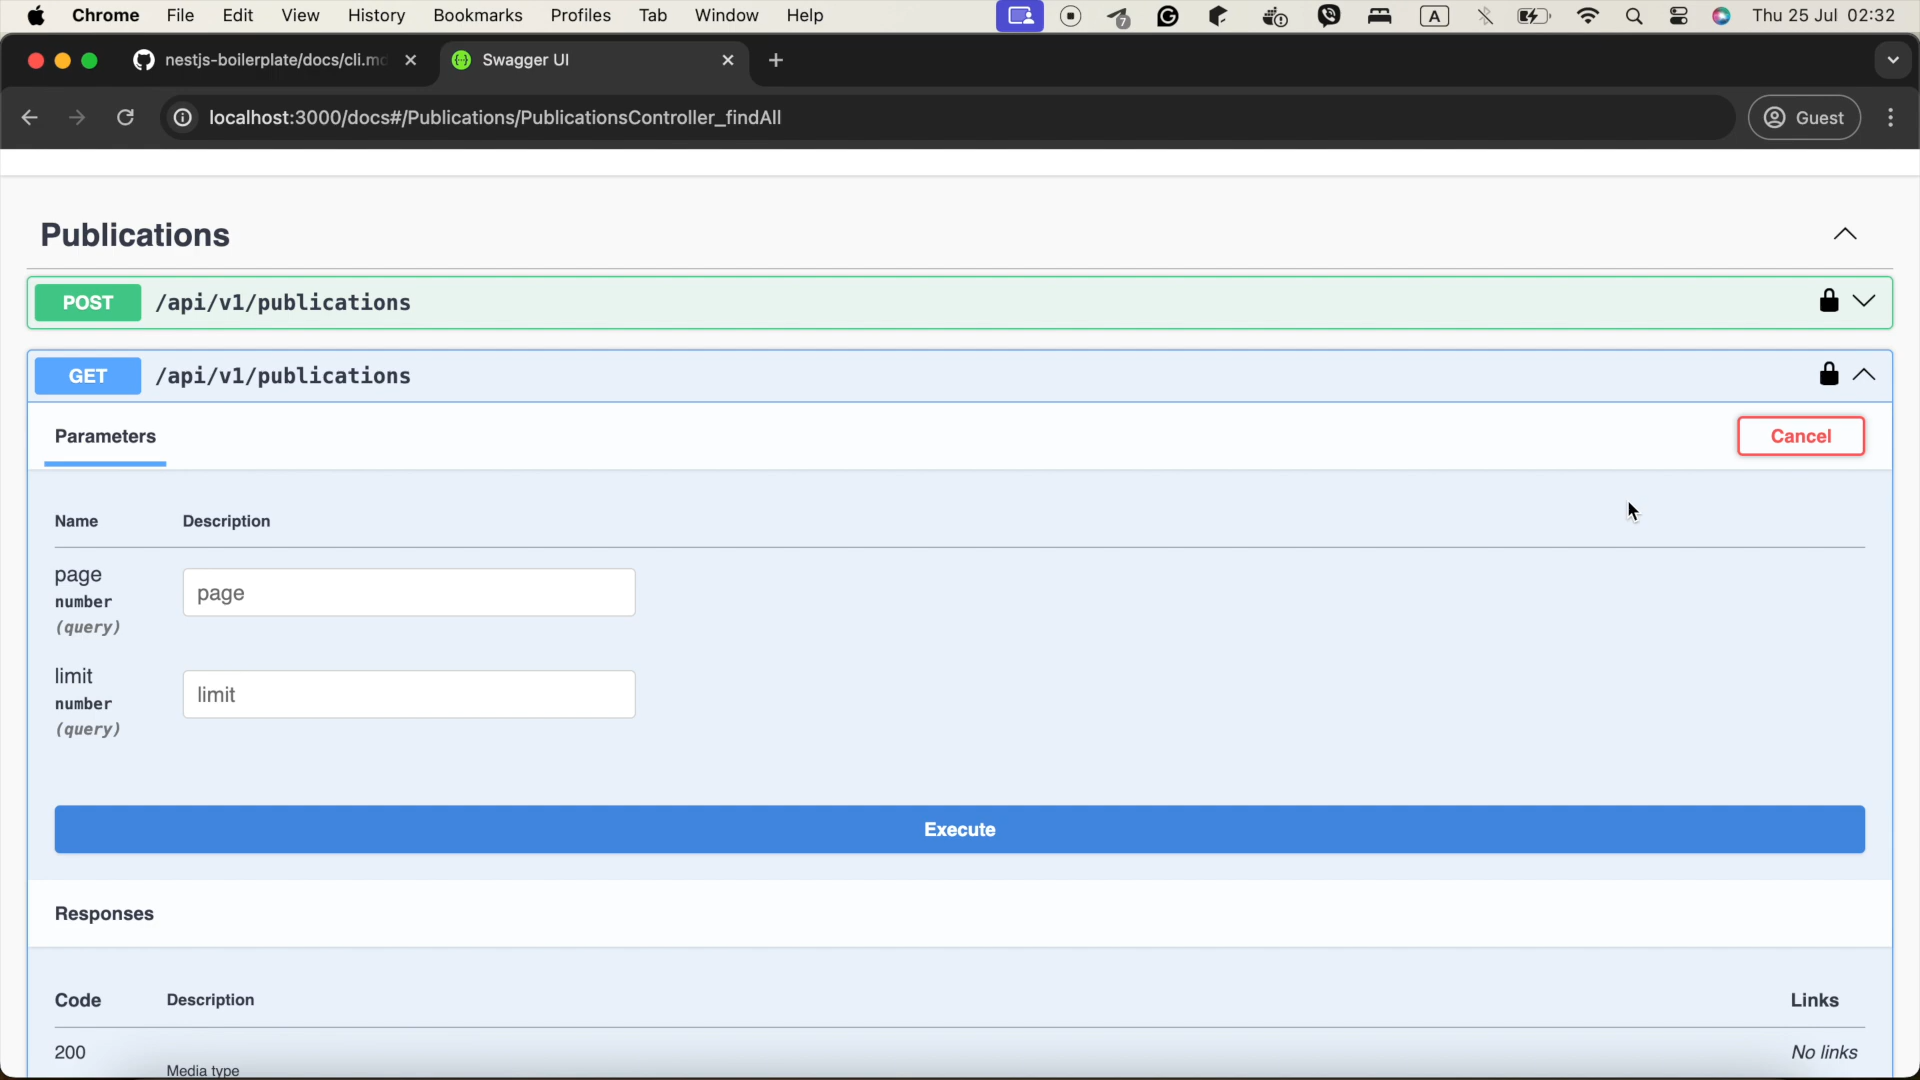 Chrome File Edit View History Bookmarks Profiles Tab Window Help 7 A Thu 25 Jul 02:32
nestjs-boilerplate/docs/cli.md Swagger UI
localhost:3000/docs#/Publications/PublicationsController_findAll Guest
Publications
POST /api/v1/publications
GET /api/v1/publications
Parameters Cancel
Name Description
page
number
(query)
page
limit
number
(query)
limit
Execute
Responses
Code Description Links
200 No links
Media type